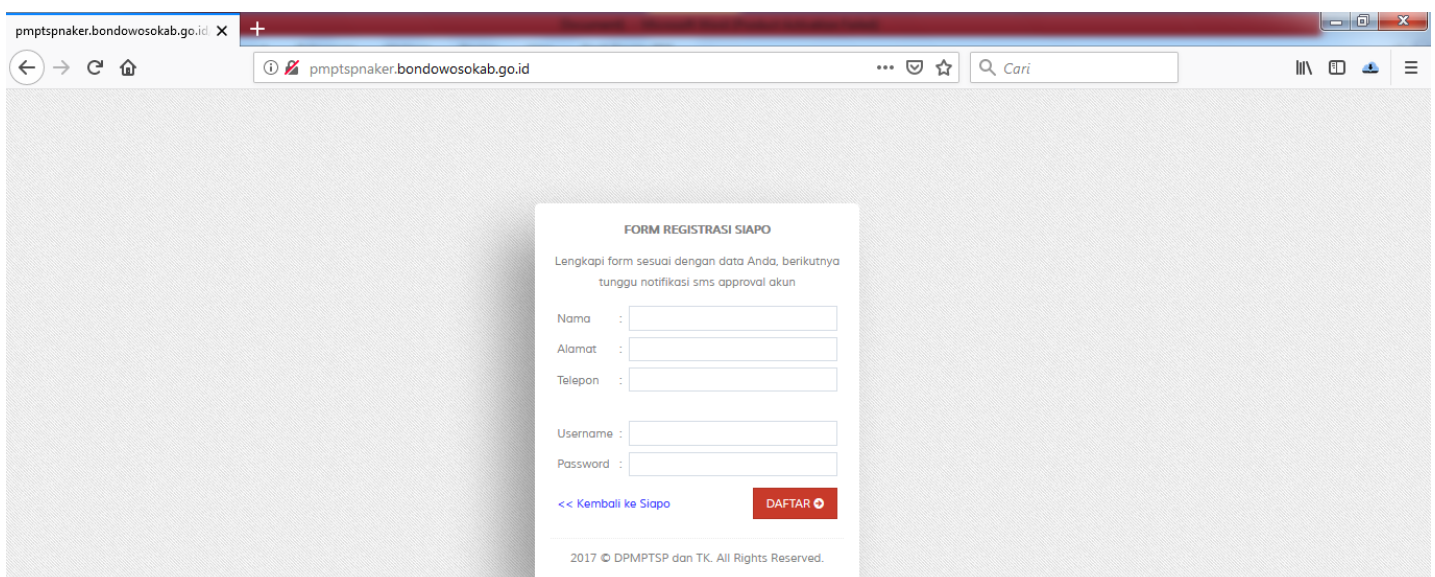 pmptspnaker.bondowosokab.go.id
pmptspnaker.bondowosokab.go.id
Cari
FORM REGISTRASI SIAPO
Lengkapi form sesuai dengan data Anda, berikutnya
tunggu notifikasi sms approval akun
Nama :
Alamat :
Telepon :
Username :
Password :
<< Kembali ke Siapo DAFTAR
2017 © DPMPTSP dan TK. All Rights Reserved.